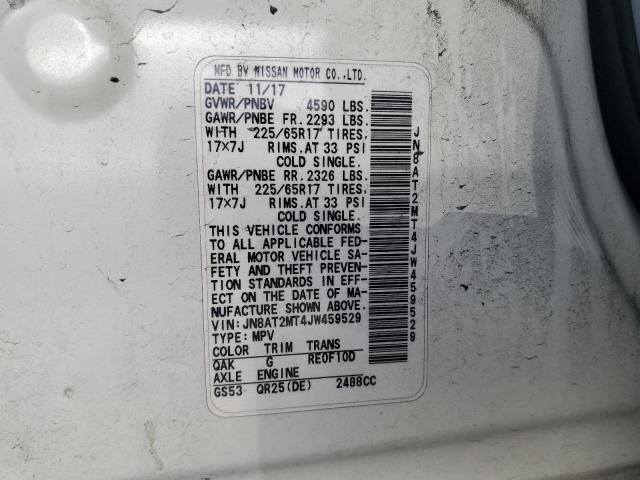 MFD. BY NISSAN MOTOR CO.,LTD.
DATE 11/17
GVWR/PNBV 4590 LBS.
GAWR/PNBE FR. 2293 LBS.
WITH 225/65R17 TIRES,
17×7J RIMS. AT 33 PSI
COLD SINGLE.
GAWR/PNBE RR. 2326 LBS.
WITH 225/65R17 TIRES,
17×7J RIMS. AT 33 PSI
COLD SINGLE.
THIS VEHICLE CONFORMS
TO ALL APPLICABLE FED-
ERAL MOTOR VEHICLE SA-
FETY AND THEFT PREVEN-
TION STANDARDS IN EFF-
ECT ON THE DATE OF MA-
NUFACTURE SHOWN ABOVE.
VIN: JN8AT2MT4JW459529
TYPE: MPV
COLOR TRIM TRANS
QAK G RE0F10D
AXLE ENGINE
GS53 QR25(DE) 2488CC
JN8AT2MT4JW459529